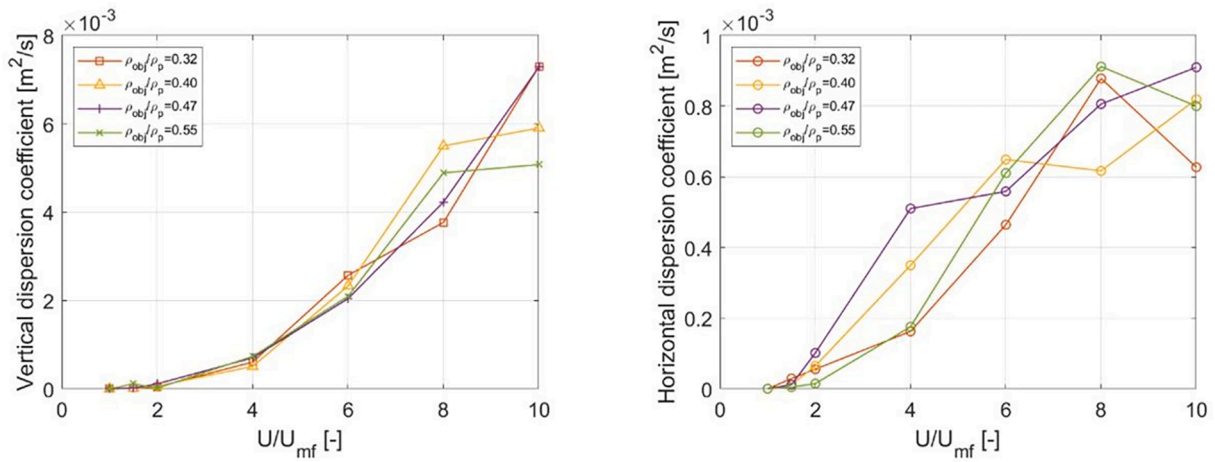 ×10⁻³
8
6
4
2
0
0 2 4 6 8 10
Vertical dispersion coefficient [m²/s]
U/Uₘf [-]
ρobj/ρp=0.32
ρobj/ρp=0.40
ρobj/ρp=0.47
ρobj/ρp=0.55
×10⁻³
1
0.8
0.6
0.4
0.2
0
0 2 4 6 8 10
Horizontal dispersion coefficient [m²/s]
U/Uₘf [-]
ρobj/ρp=0.32
ρobj/ρp=0.40
ρobj/ρp=0.47
ρobj/ρp=0.55